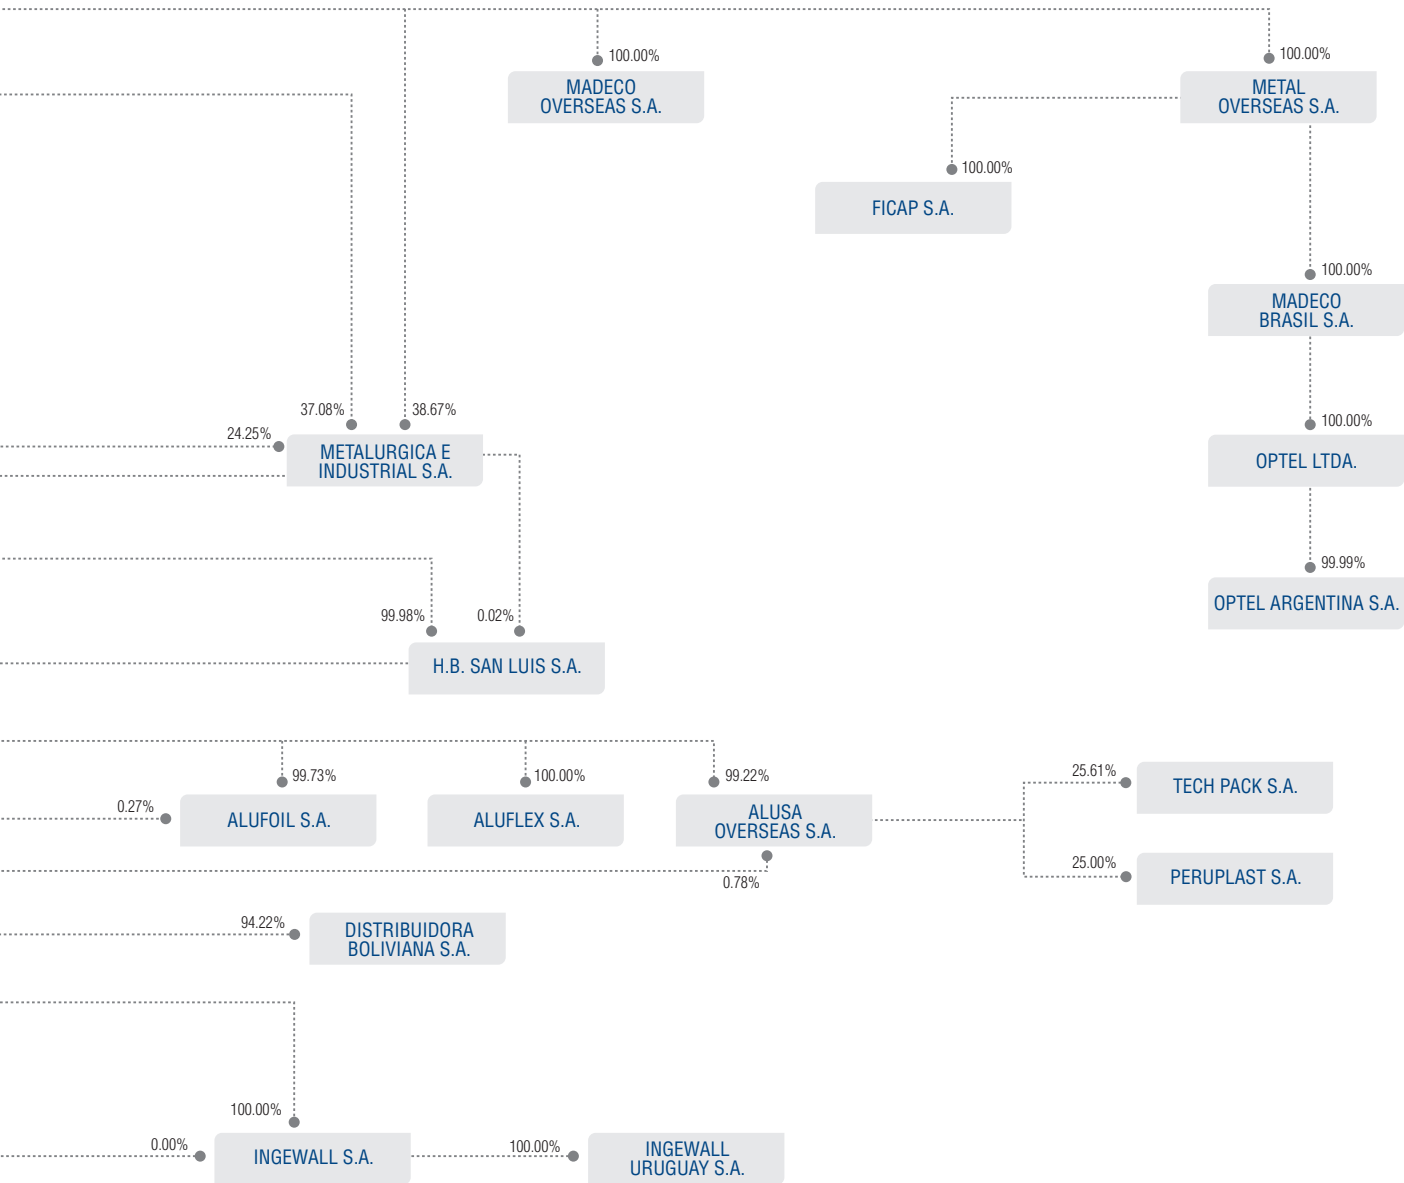 100.00%
MADECO
OVERSEAS S.A.
100.00%
METAL
OVERSEAS S.A.
100.00%
FICAP S.A.
100.00%
MADECO
BRASIL S.A.
37.08%
38.67%
24.25%
METALURGICA E
INDUSTRIAL S.A.
100.00%
OPTEL LTDA.
99.99%
OPTEL ARGENTINA S.A.
99.98%
0.02%
H.B. SAN LUIS S.A.
99.73%
100.00%
99.22%
0.27%
ALUFOIL S.A.
ALUFLEX S.A.
ALUSA
OVERSEAS S.A.
0.78%
25.61%
TECH PACK S.A.
25.00%
PERUPLAST S.A.
94.22%
DISTRIBUIDORA
BOLIVIANA S.A.
100.00%
0.00%
INGEWALL S.A.
100.00%
INGEWALL
URUGUAY S.A.